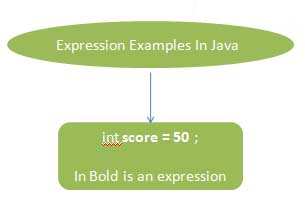 Expression Examples In Java
int score = 50 ;
In Bold is an expression